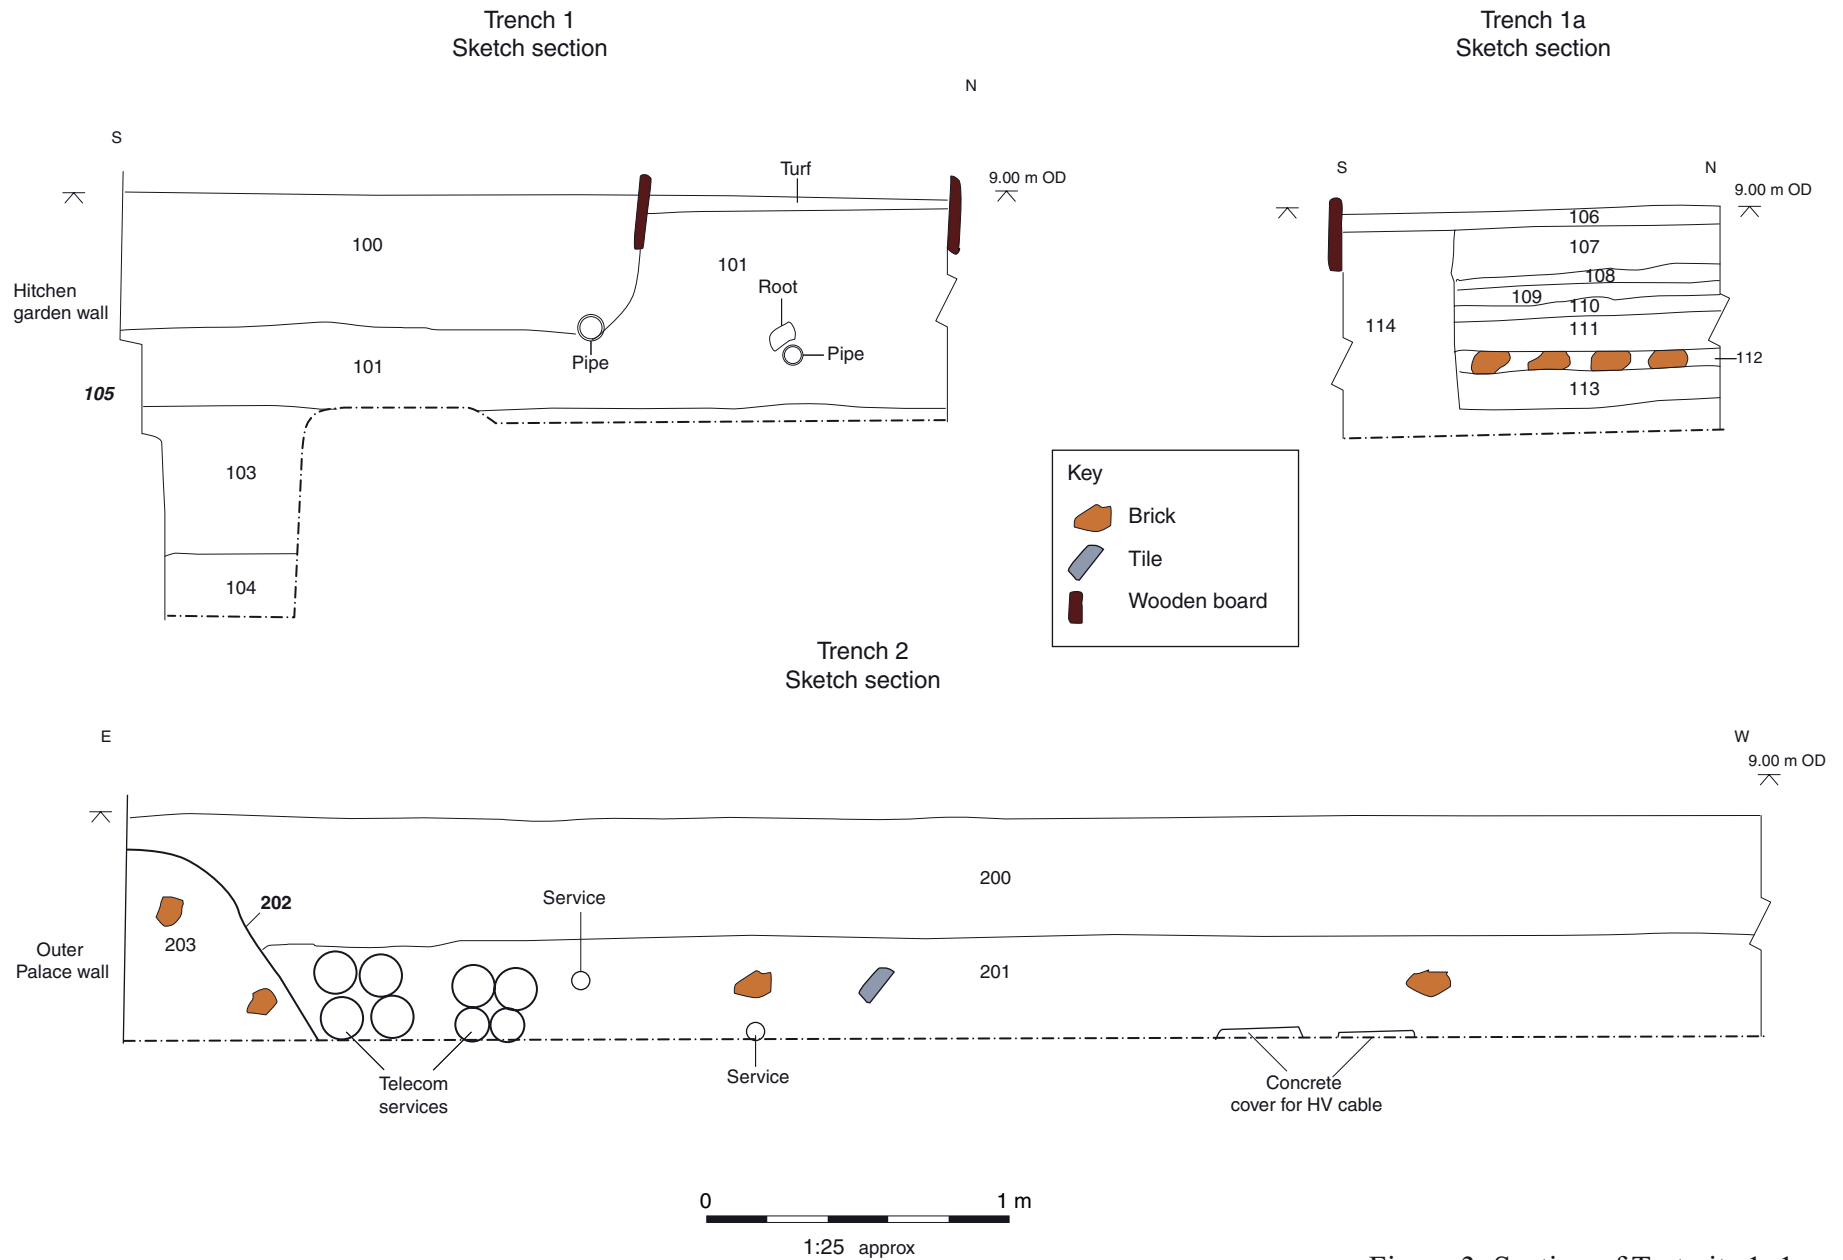 Trench 1
Sketch section
Trench 1a
Sketch section
N
S
Turf
9.00 m OD
S
N
9.00 m OD
100
101
Root
Hitchen
garden wall
Pipe
Pipe
101
105
103
104
106
107
108
109
110
111
112
113
114
Key
Brick
Tile
Wooden board
Trench 2
Sketch section
E
W
9.00 m OD
200
202
Service
203
Outer
Palace wall
201
Telecom
services
Service
Concrete
cover for HV cable
0
1 m
1:25 approx